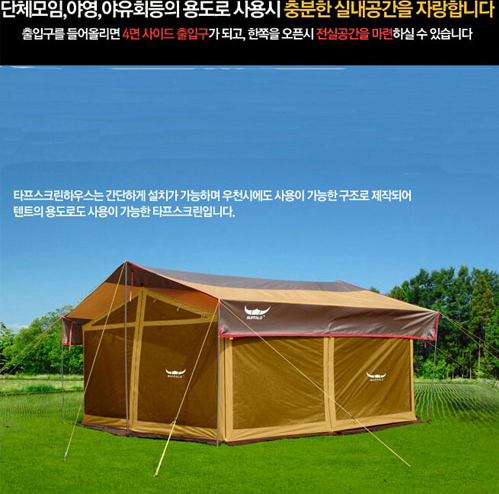 단체모임,야영,야유회등의 용도로 사용시 충분한 실내공간을 자랑합니다
출입구를 들어올리면 4면 사이드 출입구가 되고, 한쪽을 오픈시 전실공간을 마련하실 수 있습니다
타프스크린하우스는 간단하게 설치가 가능하며 우천시에도 사용이 가능한 구조로 제작되어
텐트의 용도로도 사용이 가능한 타프스크린입니다.
BUFFALO
BUFFALO
BUFFALO